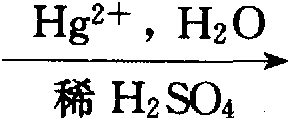 Hg²⁺, H₂O
稀 H₂SO₄